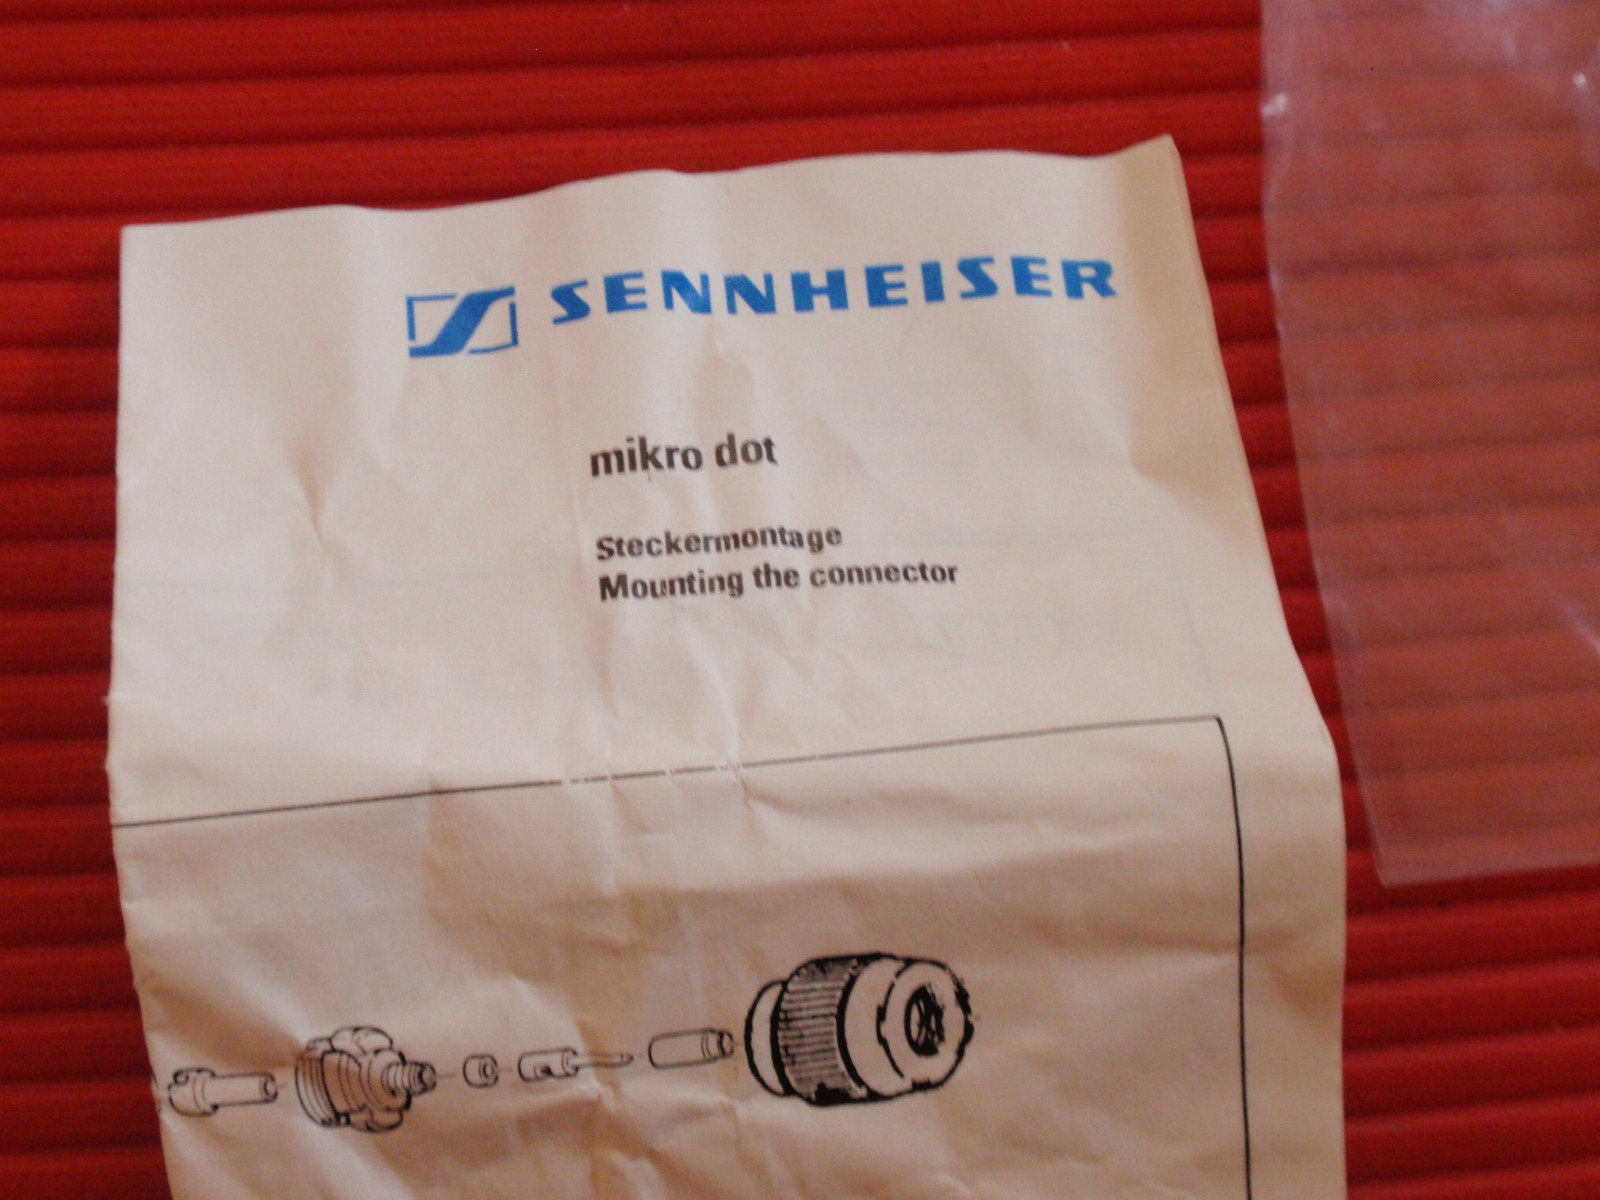 SENNHEISER
mikro dot
Steckermontage
Mounting the connector